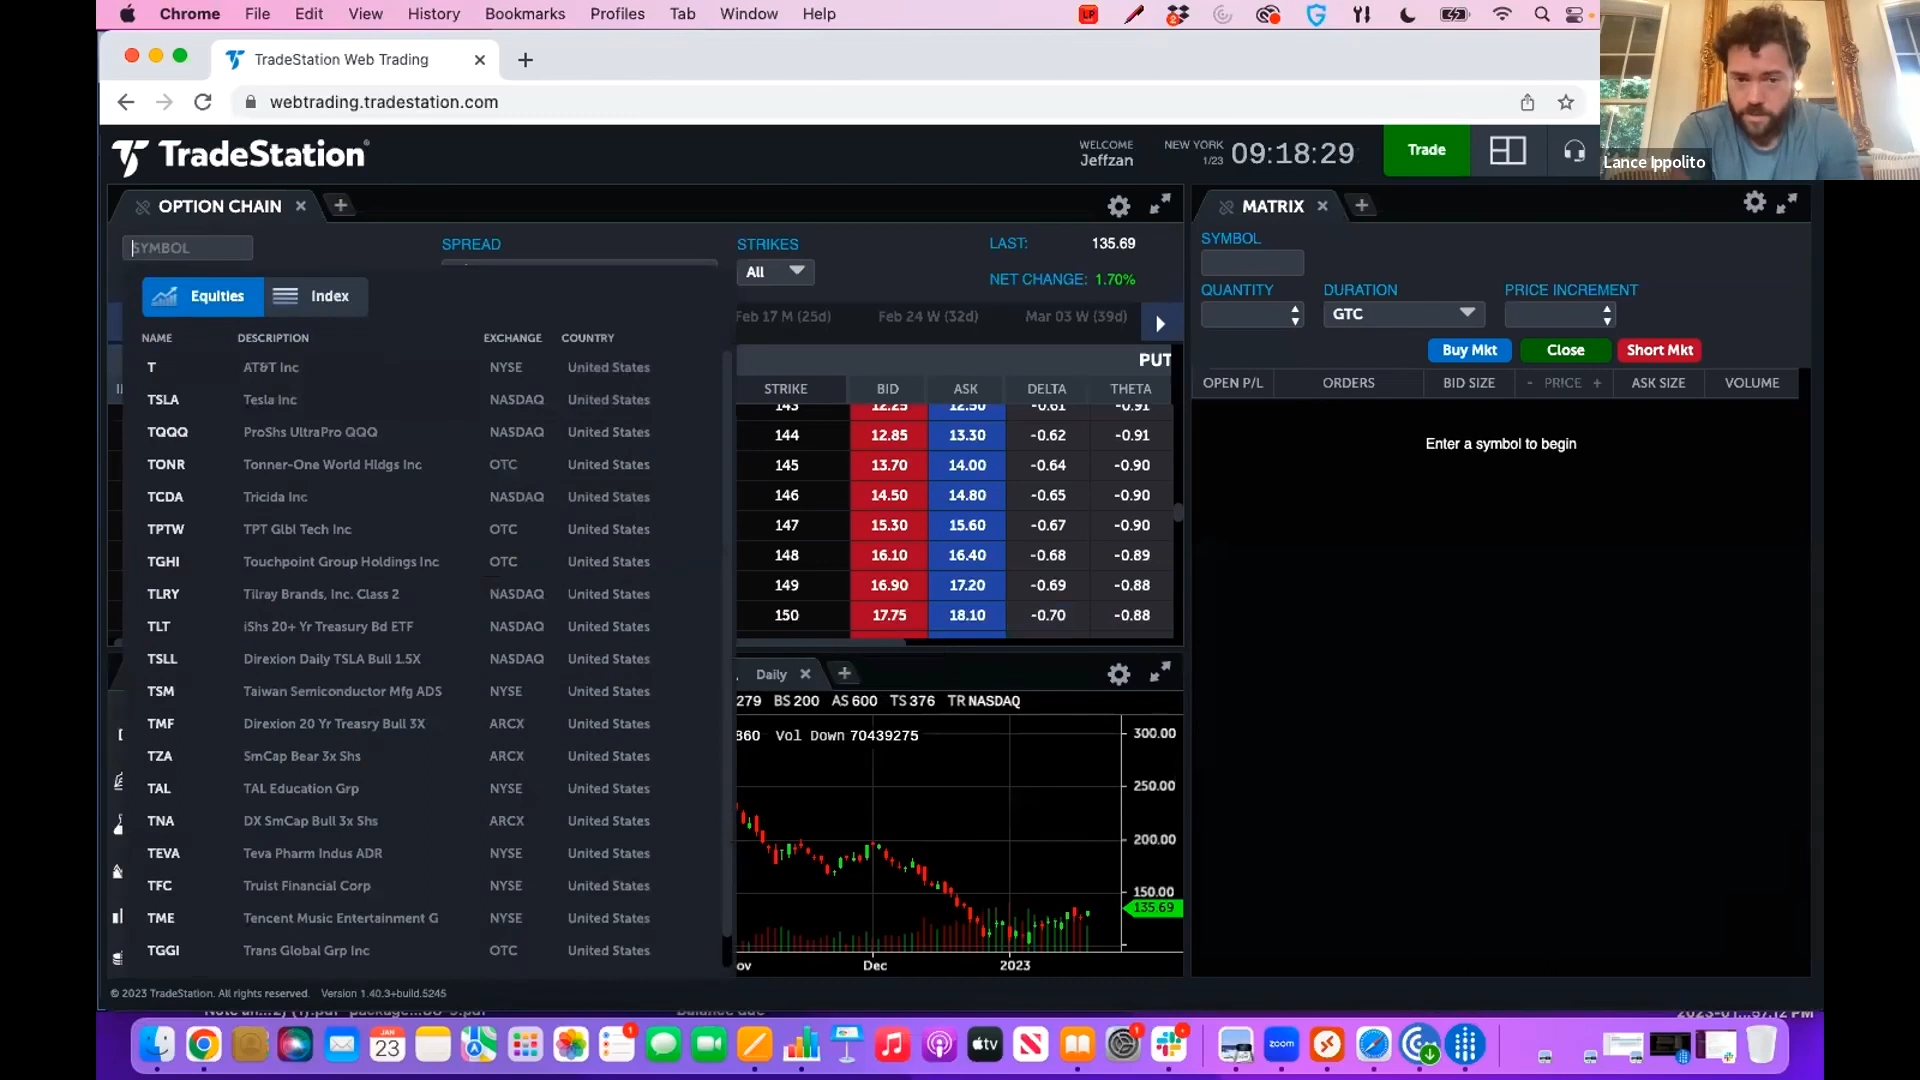 Chrome File Edit View History Bookmarks Profiles Tab Window Help
TradeStation Web Trading
webtrading.tradestation.com
TradeStation
WELCOME
Jeffzan
NEW YORK
1/23
09:18:29
Trade
Lance Ippolito
OPTION CHAIN
SYMBOL
SPREAD
STRIKES
All
LAST: 135.69
NET CHANGE: 1.70%
Equities Index
Feb 17 M (25d) Feb 24 W (32d) Mar 03 W (39d)
NAME DESCRIPTION EXCHANGE COUNTRY
T AT&T Inc NYSE United States
TSLA Tesla Inc NASDAQ United States
TQQQ ProShs UltraPro QQQ NASDAQ United States
TONR Tonner-One World Hldgs Inc OTC United States
TCDA Tricida Inc NASDAQ United States
TPTW TPT Glbl Tech Inc OTC United States
TGHI Touchpoint Group Holdings Inc OTC United States
TLRY Tilray Brands, Inc. Class 2 NASDAQ United States
TLT iShs 20+ Yr Treasury Bd ETF NASDAQ United States
TSLL Direxion Daily TSLA Bull 1.5X NASDAQ United States
TSM Taiwan Semiconductor Mfg ADS NYSE United States
TMF Direxion 20 Yr Treasry Bull 3X ARCX United States
TZA SmCap Bear 3x Shs ARCX United States
TAL TAL Education Grp NYSE United States
TNA DX SmCap Bull 3x Shs ARCX United States
TEVA Teva Pharm Indus ADR NYSE United States
TFC Truist Financial Corp NYSE United States
TME Tencent Music Entertainment G NYSE United States
TGGI Trans Global Grp Inc OTC United States
PUT
STRIKE BID ASK DELTA THETA
143 12.25 12.50 -0.61 -0.91
144 12.85 13.30 -0.62 -0.91
145 13.70 14.00 -0.64 -0.90
146 14.50 14.80 -0.65 -0.90
147 15.30 15.60 -0.67 -0.90
148 16.10 16.40 -0.68 -0.89
149 16.90 17.20 -0.69 -0.88
150 17.75 18.10 -0.70 -0.88
Daily
279 BS 200 AS 600 TS 376 TR NASDAQ
860 Vol Down 70439275
300.00
250.00
200.00
150.00
135.69
ov Dec 2023
MATRIX
SYMBOL
QUANTITY DURATION PRICE INCREMENT
GTC
Buy Mkt Close Short Mkt
OPEN P/L ORDERS BID SIZE - PRICE + ASK SIZE VOLUME
Enter a symbol to begin
© 2023 TradeStation. All rights reserved. Version 1.40.3+build.5245
JAN
23
tv
zoom